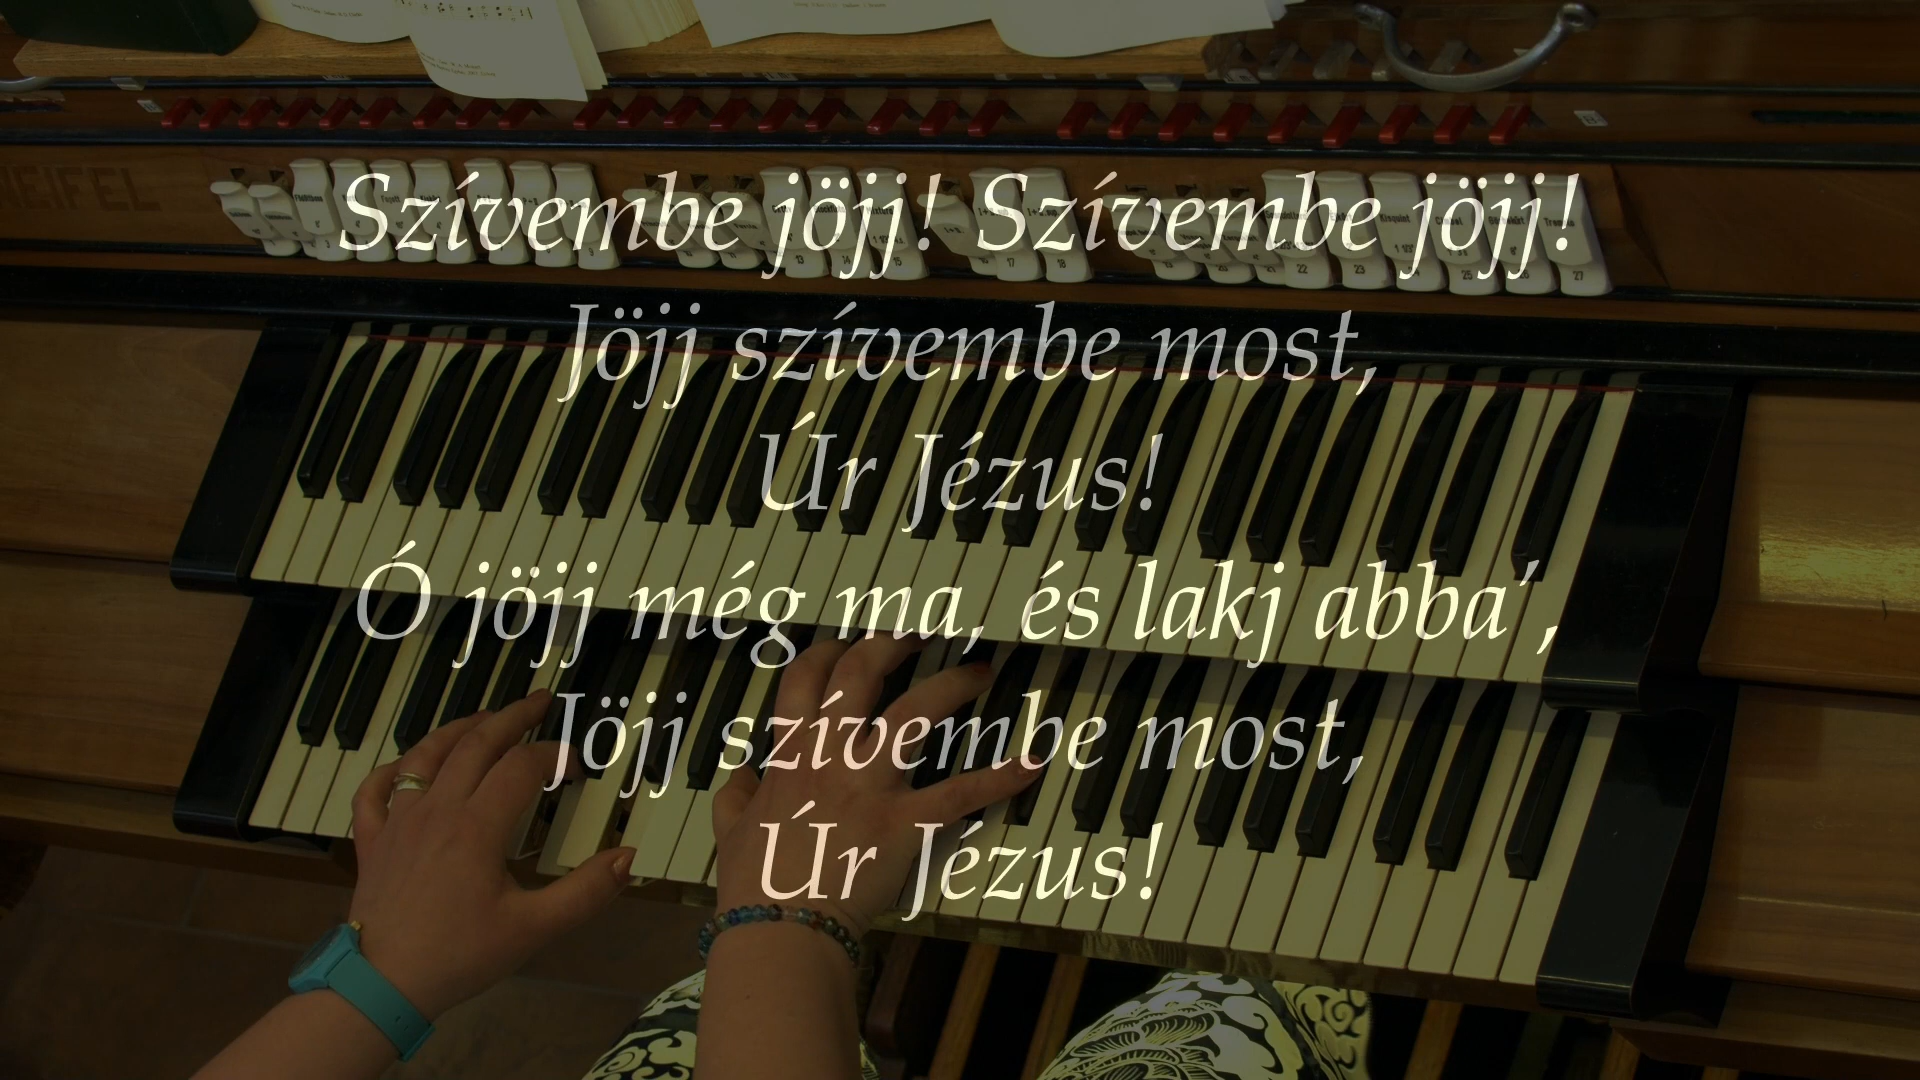 Szívembe jöjj! Szívembe jöjj!
Jöjj szívembe most,
Úr Jézus!
Ó jöjj még ma, és lakj abba’,
Jöjj szívembe most,
Úr Jézus!